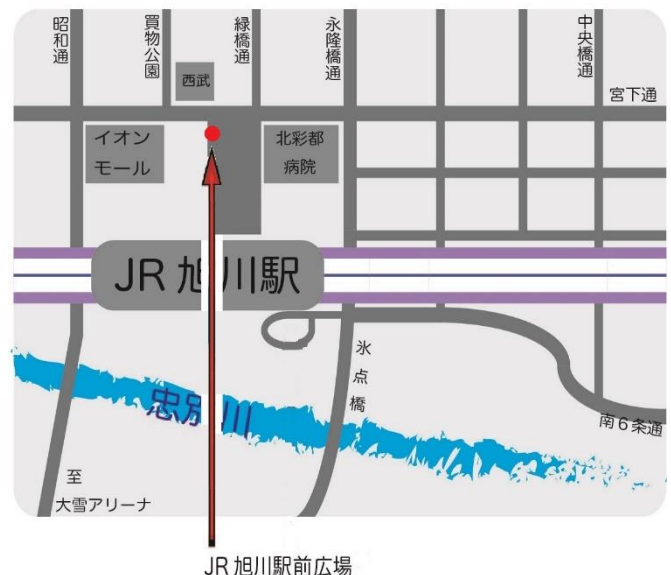 昭和通
買物公園
緑橋通
永隆橋通
中央橋通
西武
宮下通
イオン
モール
北彩都
病院
JR 旭川駅
氷点橋
忠別川
南6条通
至
大雪アリーナ
JR 旭川駅前広場